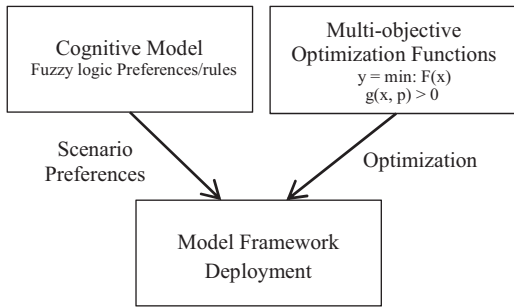 Cognitive Model
Fuzzy logic Preferences/rules
Multi-objective
Optimization Functions
y = min: F(x)
g(x, p) > 0
Scenario
Preferences
Optimization
Model Framework
Deployment